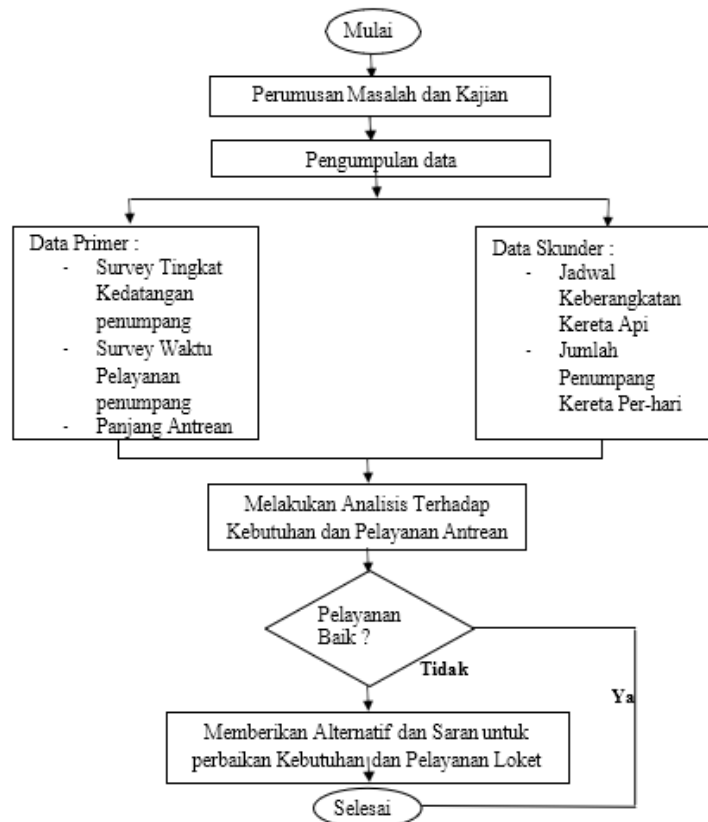 Mulai
Perumusan Masalah dan Kajian
Pengumpulan data
Data Primer :
- Survey Tingkat
Kedatangan
penumpang
- Survey Waktu
Pelayanan
penumpang
- Panjang Antrean
Data Skunder :
- Jadwal
Keberangkatan
Kereta Api
- Jumlah
Penumpang
Kereta Per-hari
Melakukan Analisis Terhadap
Kebutuhan dan Pelayanan Antrean
Pelayanan
Baik ?
Tidak
Ya
Memberikan Alternatif dan Saran untuk
perbaikan Kebutuhan dan Pelayanan Loket
Selesai